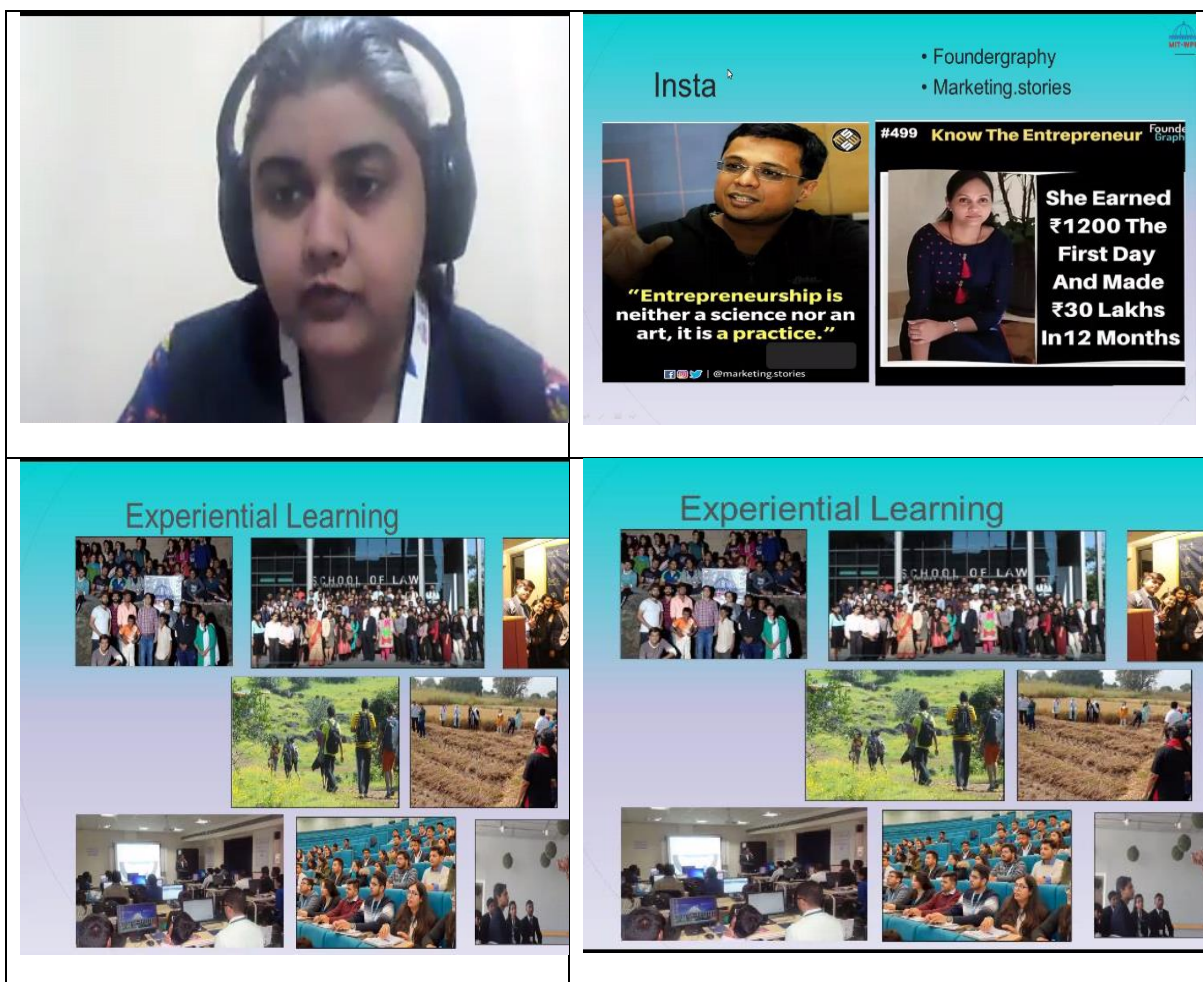 Insta
• Foundergraphy
• Marketing.stories
MIT-WPU
“Entrepreneurship is
neither a science nor an
art, it is a practice.”
| @marketing.stories
#499 Know The Entrepreneur
She Earned
₹1200 The
First Day
And Made
₹30 Lakhs
In12 Months
Experiential Learning
SCHOOL OF LAW
Experiential Learning
SCHOOL OF LAW